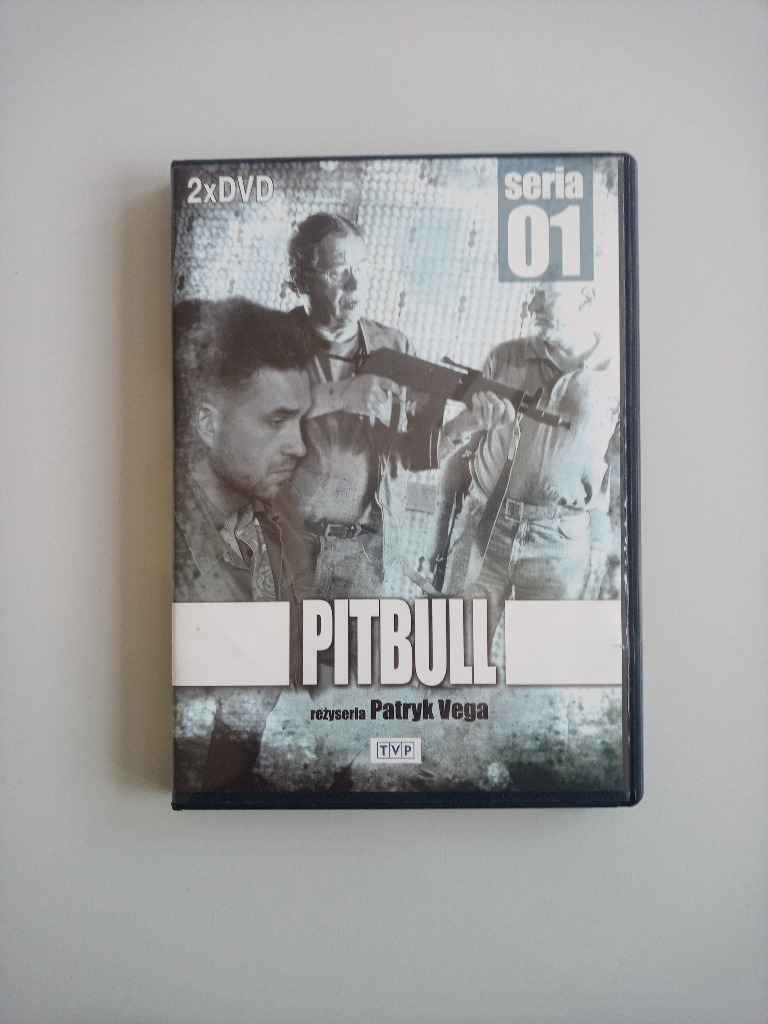 2xDVD
seria
01
PITBULL
reżyseria Patryk Vega
TVP